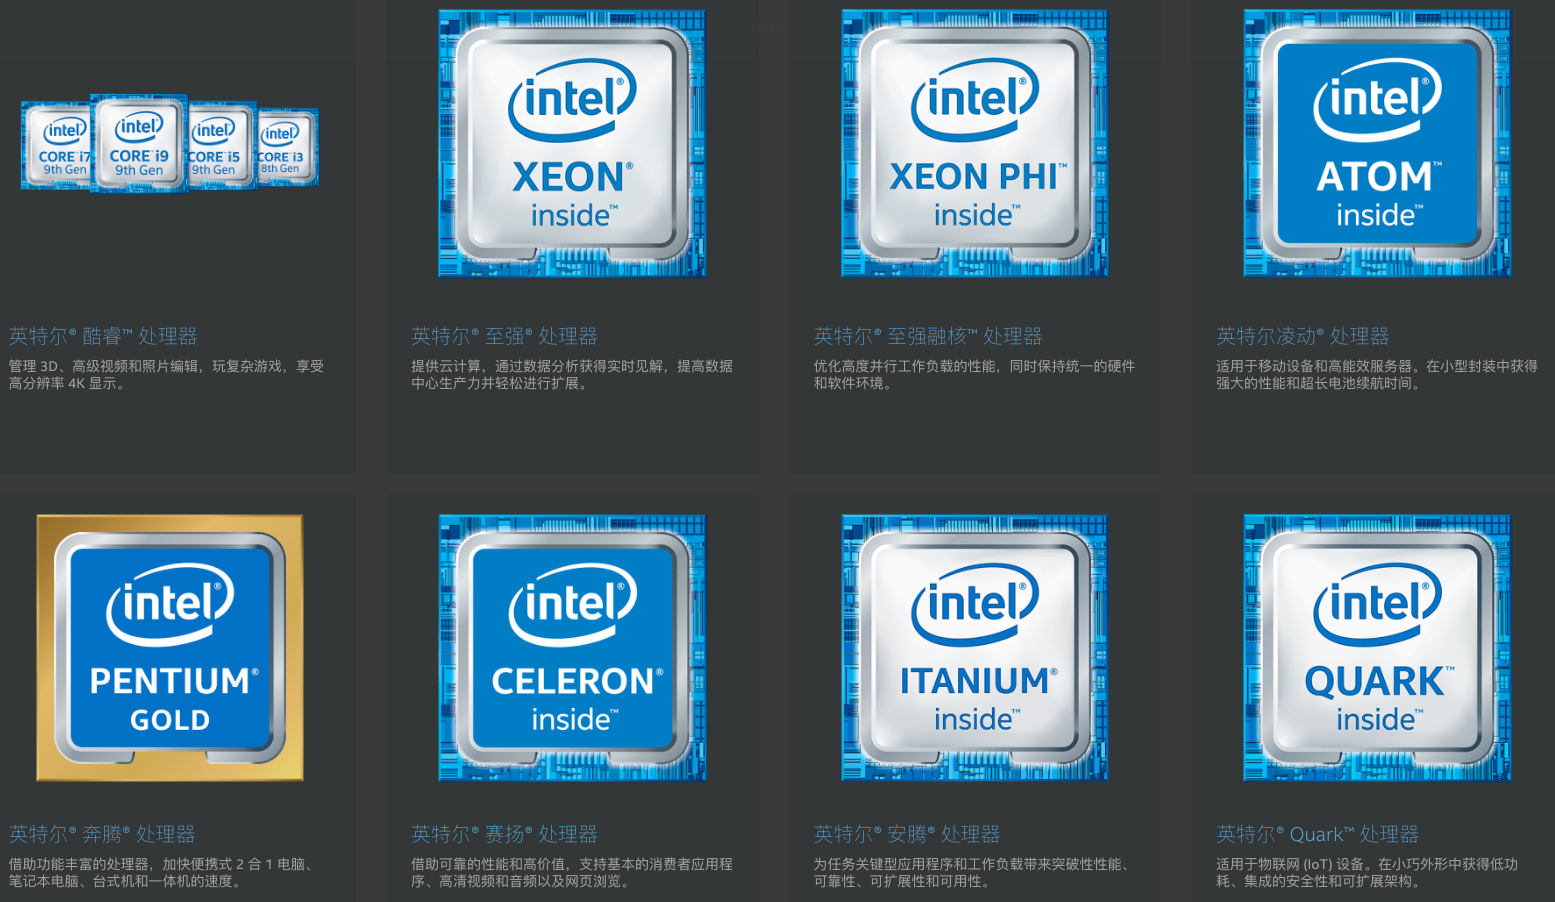 intel
CORE™ i7
9th Gen
intel®
CORE™ i9
9th Gen
intel®
CORE™ i5
9th Gen
intel®
CORE™ i3
8th Gen
英特尔® 酷睿™ 处理器
管理 3D、高级视频和照片编辑，玩复杂游戏，享受
高分辨率 4K 显示。
intel®
XEON®
inside™
英特尔® 至强® 处理器
提供云计算，通过数据分析获得实时见解，提高数据
中心生产力并轻松进行扩展。
intel®
XEON PHI™
inside™
英特尔® 至强融核™ 处理器
优化高度并行工作负载的性能，同时保持统一的硬件
和软件环境。
intel®
ATOM™
inside™
英特尔凌动® 处理器
适用于移动设备和高能效服务器。在小型封装中获得
强大的性能和超长电池续航时间。
intel®
PENTIUM®
GOLD
英特尔® 奔腾® 处理器
借助功能丰富的处理器，加快便携式 2 合 1 电脑、
笔记本电脑、台式机和一体机的速度。
intel®
CELERON®
inside™
英特尔® 赛扬® 处理器
借助可靠的性能和高价值，支持基本的消费者应用程
序、高清视频和音频以及网页浏览。
intel®
ITANIUM®
inside™
英特尔® 安腾® 处理器
为任务关键型应用程序和工作负载带来突破性性能、
可靠性、可扩展性和可用性。
intel®
QUARK™
inside™
英特尔® Quark™ 处理器
适用于物联网 (IoT) 设备。在小巧外形中获得低功
耗、集成的安全性和可扩展架构。